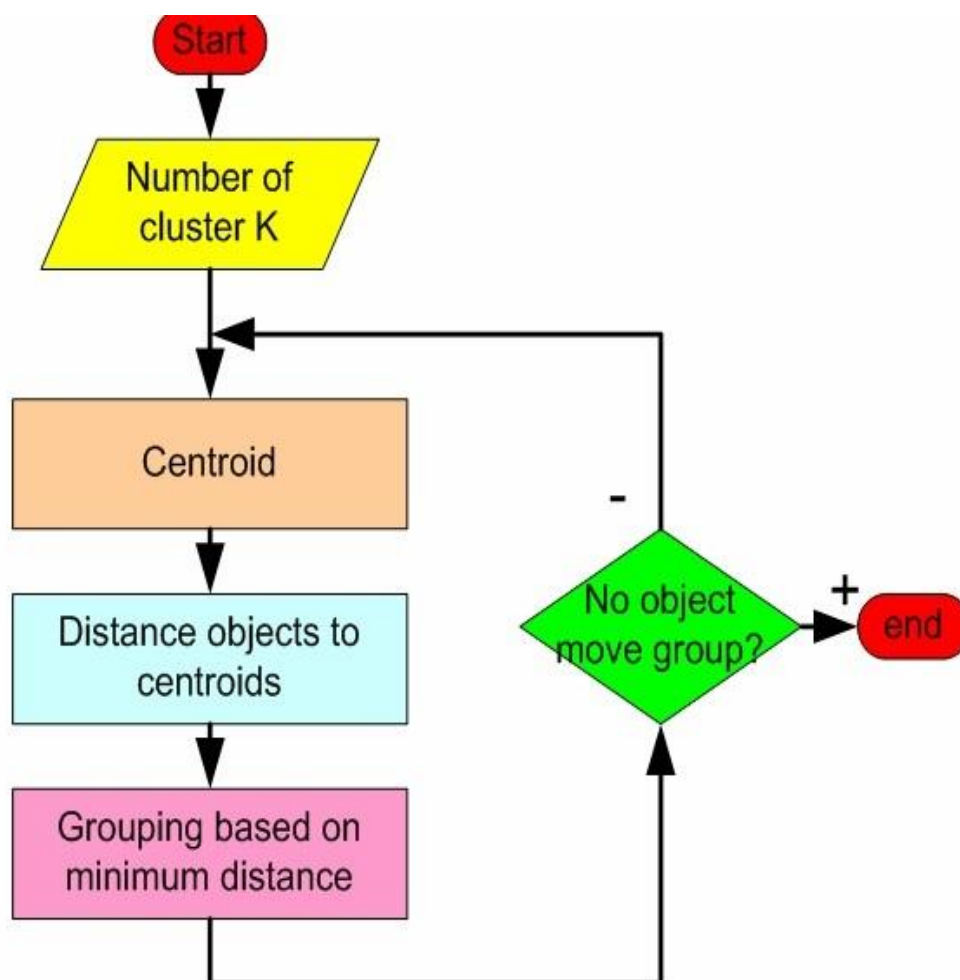 Start
Number of
cluster K
Centroid
Distance objects to
centroids
Grouping based on
minimum distance
-
No object
move group?
+
end